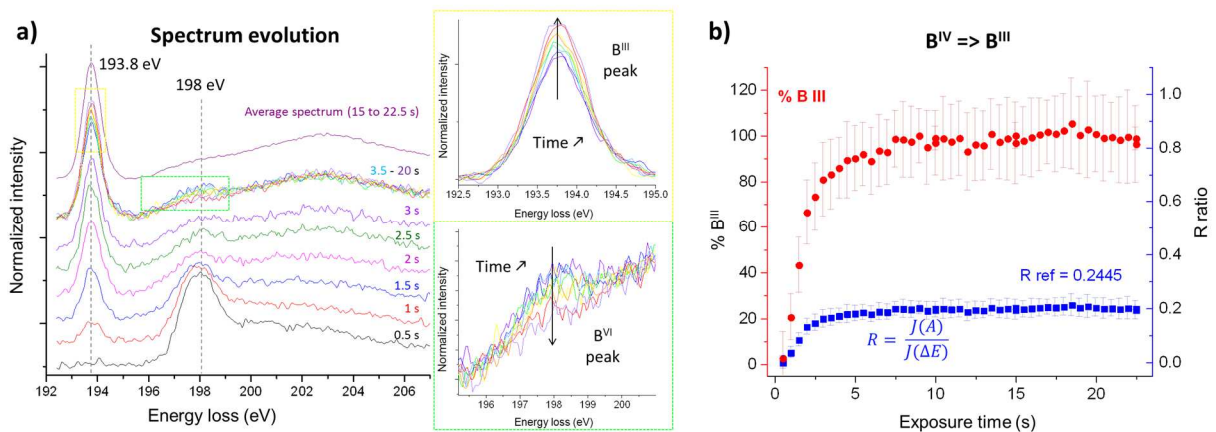 a)
Spectrum evolution
193.8 eV
198 eV
Average spectrum (15 to 22.5 s)
3.5 - 20 s
3 s
2.5 s
2 s
1.5 s
1 s
0.5 s
Normalized intensity
192 194 196 198 200 202 204 206
Energy loss (eV)
B^III
peak
Time ↗
Normalized intensity
192.5 193.0 193.5 194.0 194.5 195.0
Energy loss (eV)
Time ↗
B^VI
peak
Normalized intensity
196 197 198 199 200
Energy loss (eV)
b)
B^IV => B^III
% B III
120
100
80
60
40
20
0
% B^III
1.0
0.8
0.6
0.4
0.2
0.0
R ratio
R ref = 0.2445
R = J(A) / J(ΔE)
0 5 10 15 20
Exposure time (s)